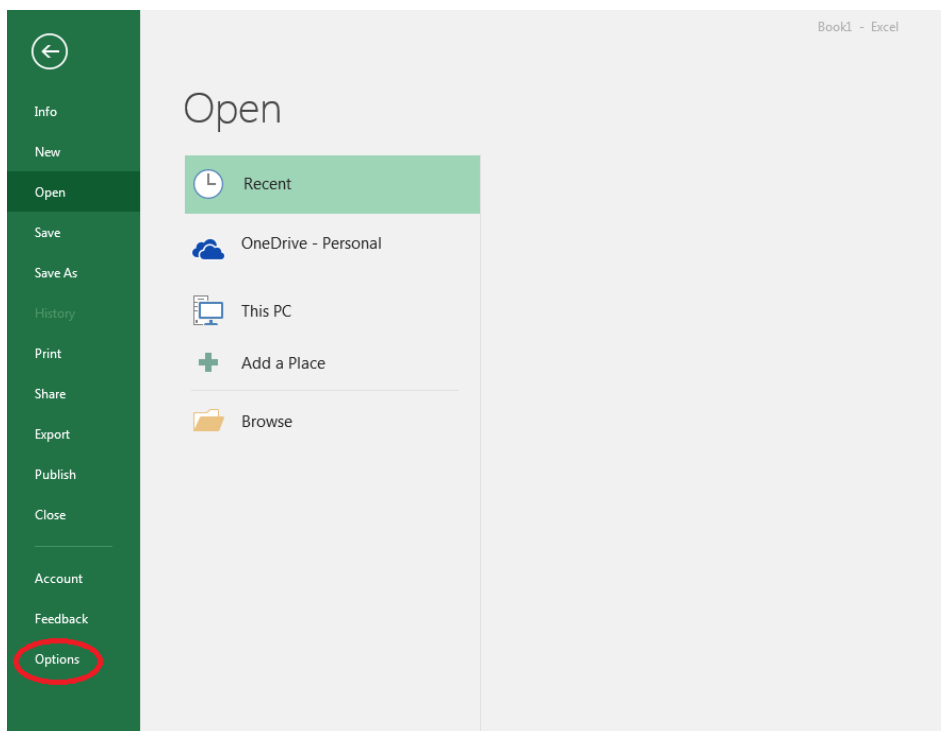 Book1 - Excel
Info
New
Open
Save
Save As
History
Print
Share
Export
Publish
Close
Account
Feedback
Options
Open
Recent
OneDrive - Personal
This PC
Add a Place
Browse